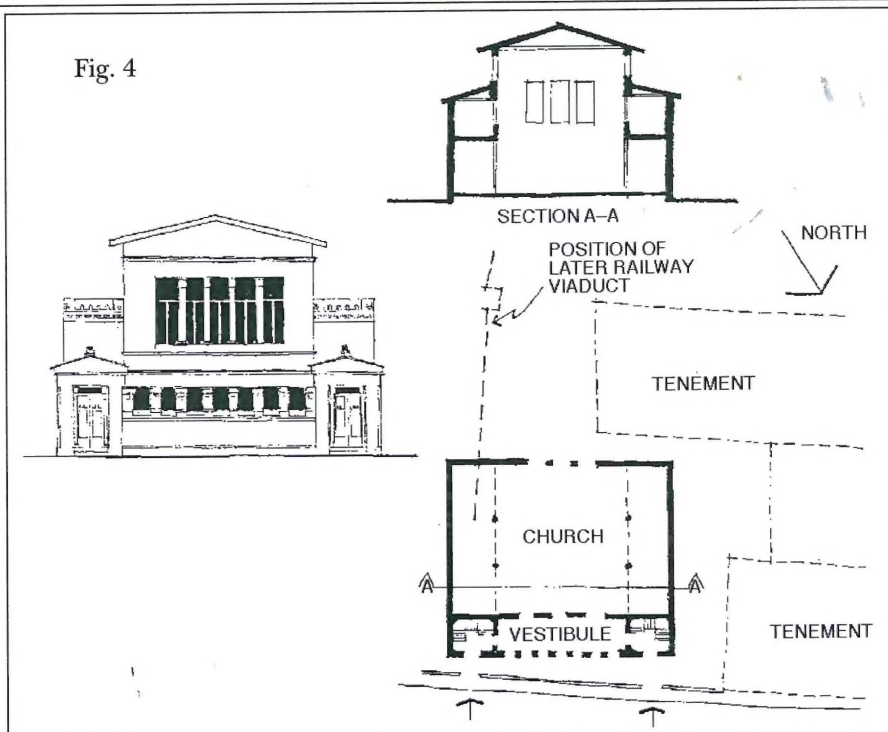 Fig. 4
SECTION A–A
NORTH
POSITION OF
LATER RAILWAY
VIADUCT
TENEMENT
CHURCH
A
A
VESTIBULE
TENEMENT